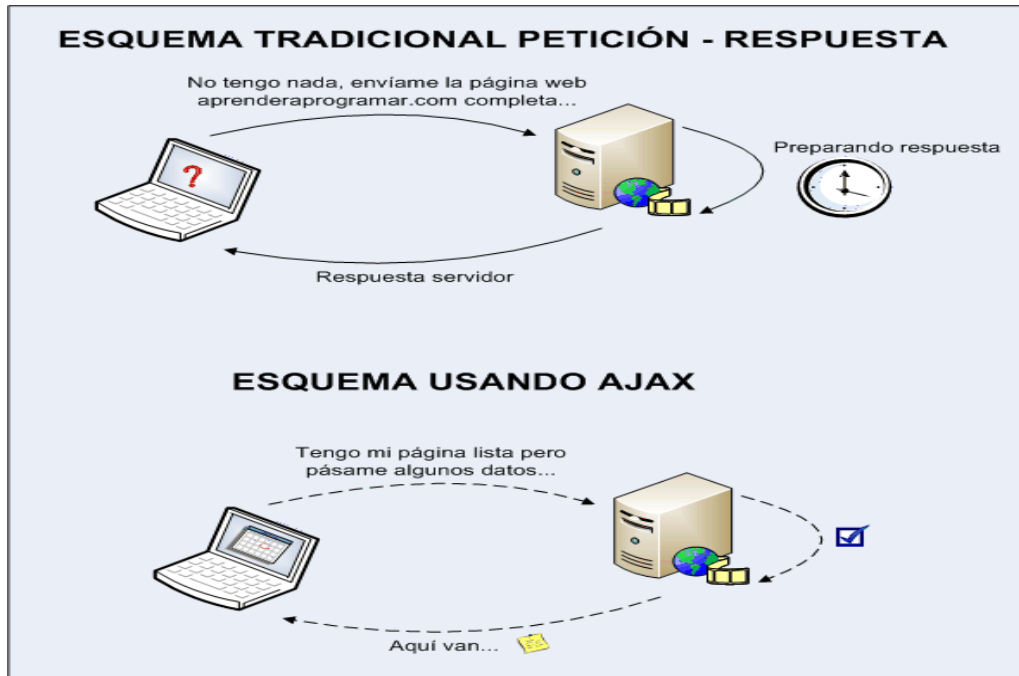 ESQUEMA TRADICIONAL PETICIÓN - RESPUESTA
No tengo nada, envíame la página web
aprenderaprogramar.com completa...
Preparando respuesta
?
Respuesta servidor
ESQUEMA USANDO AJAX
Tengo mi página lista pero
pásame algunos datos...
Aquí van...